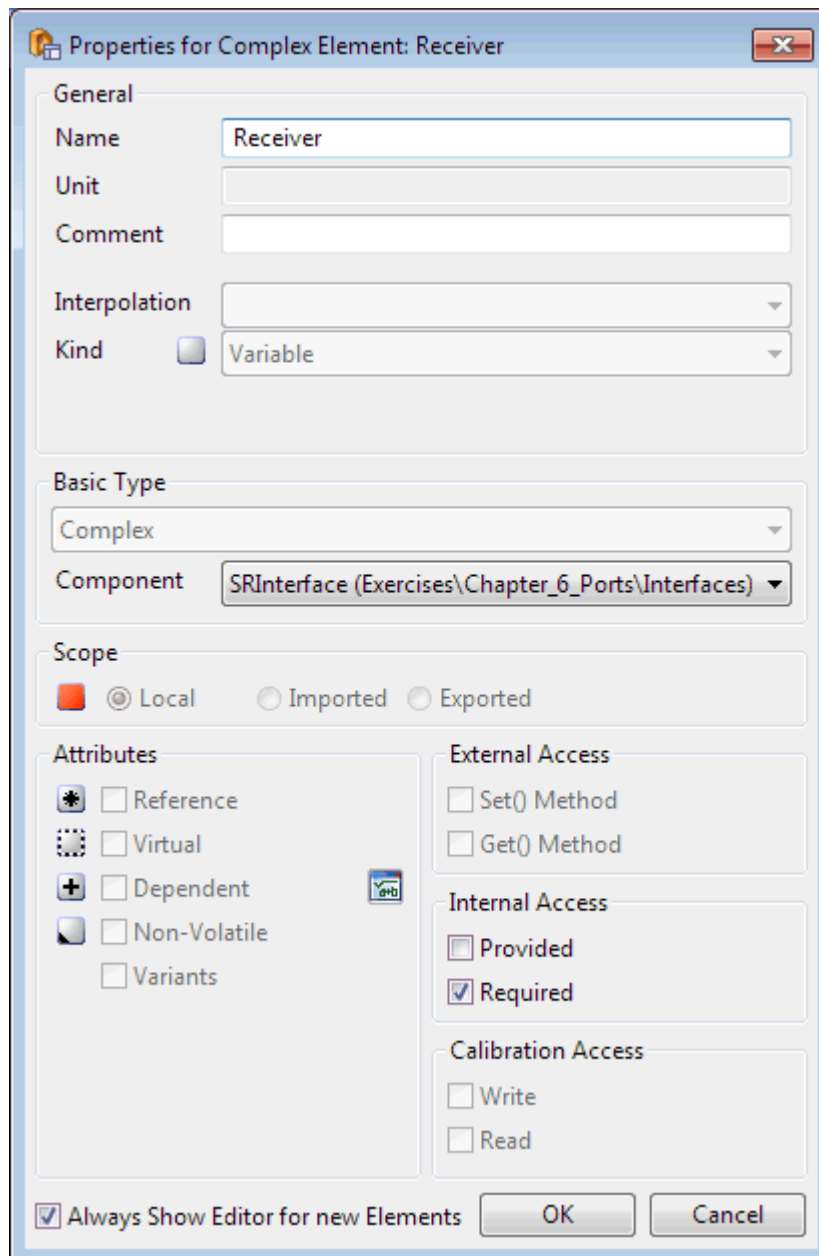 Properties for Complex Element: Receiver
General
Name Receiver
Unit
Comment
Interpolation
Kind Variable
Basic Type
Complex
Component SRInterface (Exercises\Chapter_6_Ports\Interfaces)
Scope
Local Imported Exported
Attributes
Reference
Virtual
Dependent
Non-Volatile
Variants
External Access
Set() Method
Get() Method
Internal Access
Provided
Required
Calibration Access
Write
Read
Always Show Editor for new Elements OK Cancel